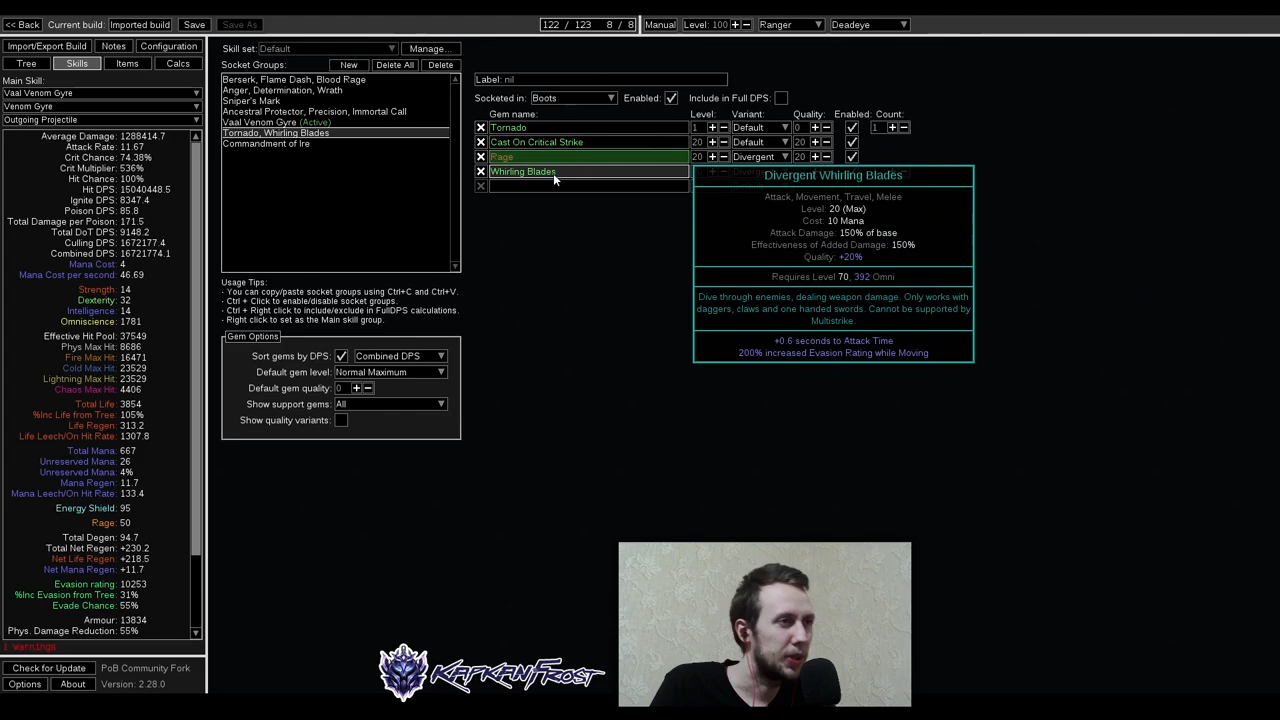 << Back Current build: Imported build Save Save As 122 / 123 8 / 8 Manual Level: 100 Ranger Deadeye
Import/Export Build Notes Configuration
Tree Skills Items Calcs
Main Skill:
Vaal Venom Gyre
Venom Gyre
Outgoing Projectile
Average Damage: 1288414.7
Attack Rate: 11.67
Crit Chance: 74.38%
Crit Multiplier: 536%
Hit Chance: 100%
Hit DPS: 15040448.5
Ignite DPS: 8347.4
Poison DPS: 85.8
Total Damage per Poison: 171.5
Total DoT DPS: 9148.2
Culling DPS: 1672177.4
Combined DPS: 16721774.1
Mana Cost: 4
Mana Cost per second: 46.69
Strength: 14
Dexterity: 32
Intelligence: 14
Omniscience: 1781
Effective Hit Pool: 37549
Phys Max Hit: 8686
Fire Max Hit: 16471
Cold Max Hit: 23529
Lightning Max Hit: 23529
Chaos Max Hit: 4406
Total Life: 3854
%Inc Life from Tree: 105%
Life Regen: 313.2
Life Leech/On Hit Rate: 1307.8
Total Mana: 667
Unreserved Mana: 26
Unreserved Mana: 4%
Mana Regen: 11.7
Mana Leech/On Hit Rate: 133.4
Energy Shield: 95
Rage: 50
Total Degen: 94.7
Total Net Regen: +230.2
Net Life Regen: +218.5
Net Mana Regen: +11.7
Evasion rating: 10253
%Inc Evasion from Tree: 31%
Evade Chance: 55%
Armour: 13834
Phys. Damage Reduction: 55%
1 Warnings
Check for Update PoB Community Fork
Options About Version: 2.28.0
Skill set: Default Manage...
Socket Groups: New Delete All Delete
Berserk, Flame Dash, Blood Rage
Anger, Determination, Wrath
Sniper's Mark
Ancestral Protector, Precision, Immortal Call
Vaal Venom Gyre (Active)
Tornado, Whirling Blades
Commandment of Ire
Usage Tips:
- You can copy/paste socket groups using Ctrl+C and Ctrl+V.
- Ctrl + Click to enable/disable socket groups.
- Ctrl + Right click to include/exclude in FullDPS calculations.
- Right click to set as the Main skill group.
Gem Options
Sort gems by DPS: Combined DPS
Default gem level: Normal Maximum
Default gem quality: 0
Show support gems: All
Show quality variants:
Label: nil
Socketed in: Boots Enabled: Include in Full DPS:
Gem name: Level: Variant: Quality: Enabled: Count:
Tornado 1 Default 0 1
Cast On Critical Strike 20 Default 20
Rage 20 Divergent 20
Whirling Blades
Divergent Whirling Blades
Attack, Movement, Travel, Melee
Level: 20 (Max)
Cost: 10 Mana
Attack Damage: 150% of base
Effectiveness of Added Damage: 150%
Quality: +20%
Requires Level 70, 392 Omni
Dive through enemies, dealing weapon damage. Only works with
daggers, claws and one handed swords. Cannot be supported by
Multistrike.
+0.6 seconds to Attack Time
200% increased Evasion Rating while Moving
KAPKANFROST